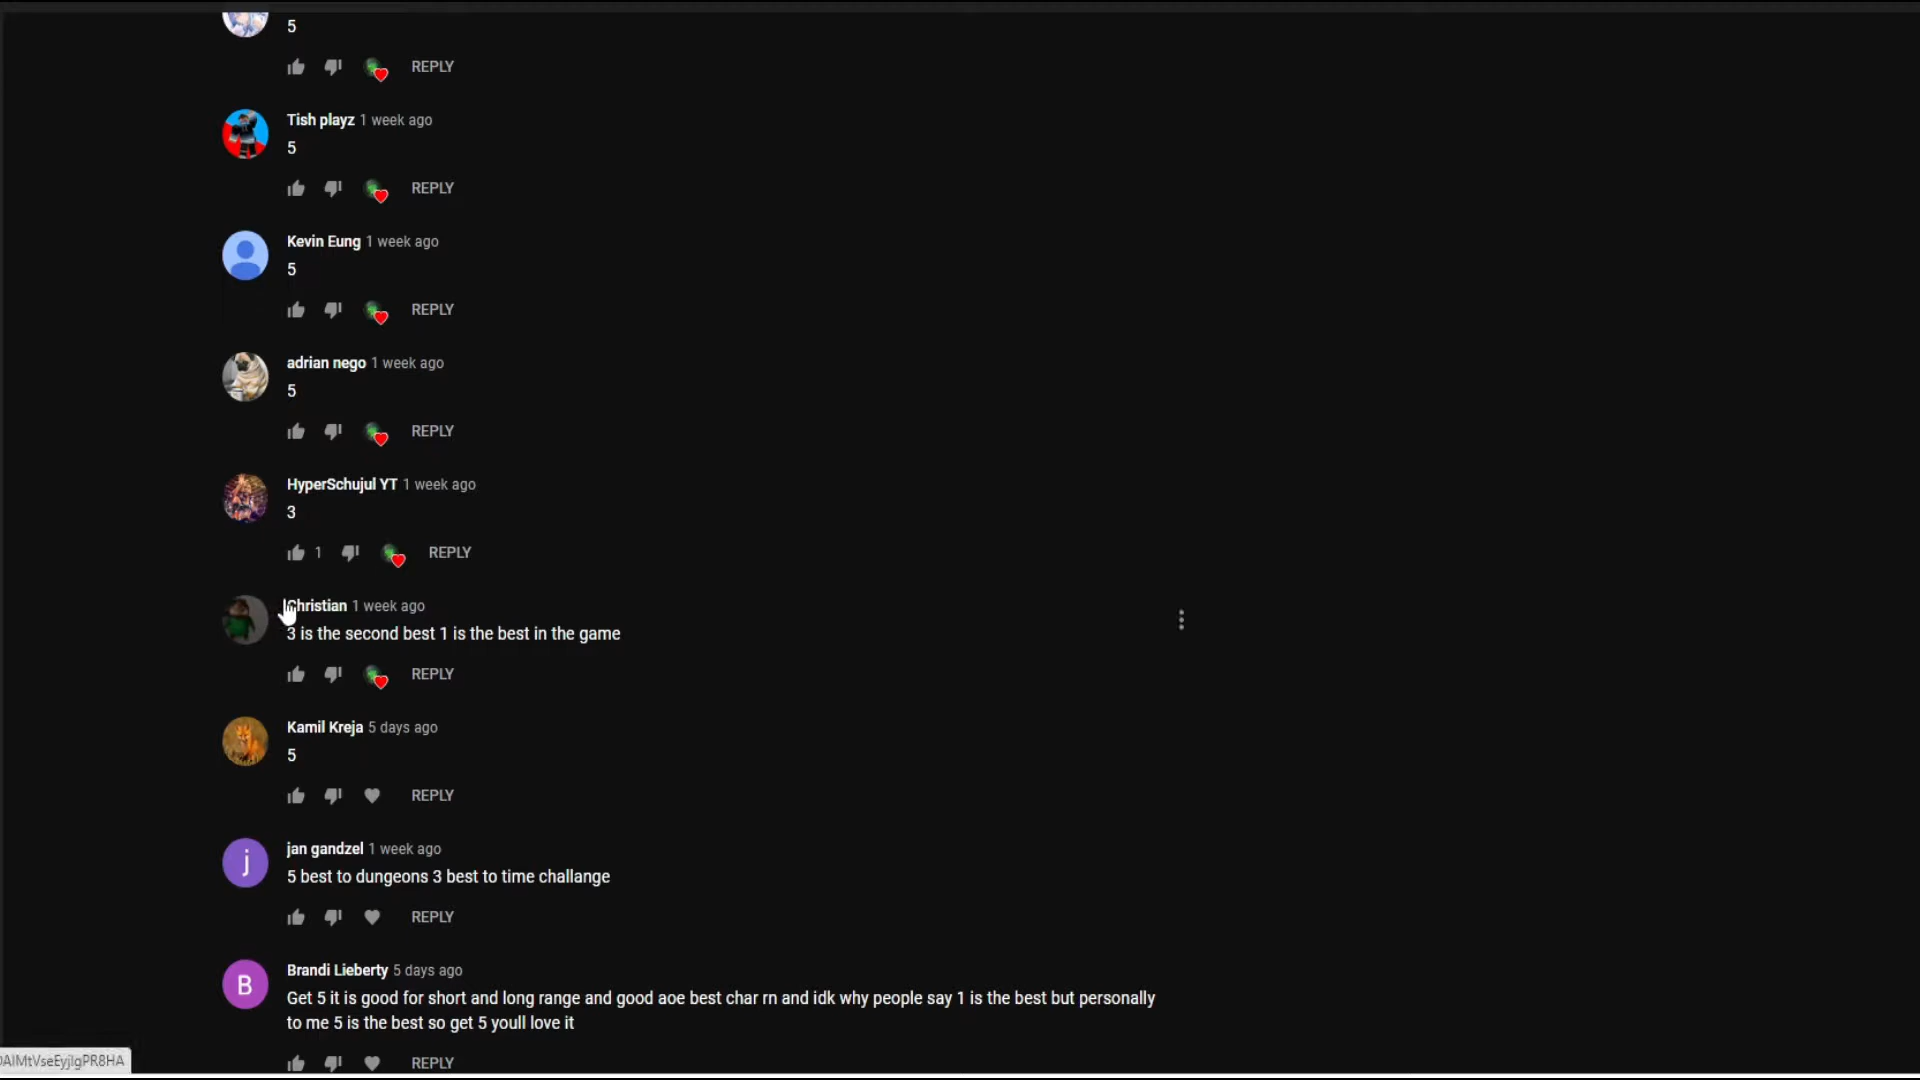 5
REPLY
Tish playz 1 week ago
5
REPLY
Kevin Eung 1 week ago
5
REPLY
adrian nego 1 week ago
5
REPLY
HyperSchujul YT 1 week ago
3
1 REPLY
Christian 1 week ago
3 is the second best 1 is the best in the game
REPLY
Kamil Kreja 5 days ago
5
REPLY
j
jan gandzel 1 week ago
5 best to dungeons 3 best to time challange
REPLY
B
Brandi Lieberty 5 days ago
Get 5 it is good for short and long range and good aoe best char rn and idk why people say 1 is the best but personally
to me 5 is the best so get 5 youll love it
REPLY